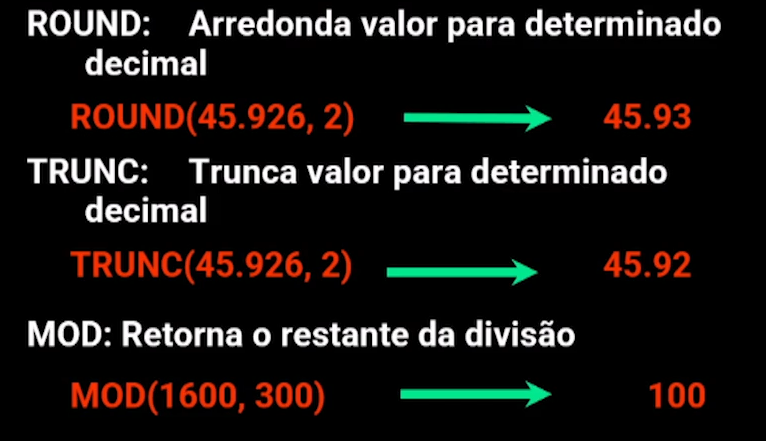 ROUND: Arredonda valor para determinado
decimal
ROUND(45.926, 2) 45.93
TRUNC: Trunca valor para determinado
decimal
TRUNC(45.926, 2) 45.92
MOD: Retorna o restante da divisão
MOD(1600, 300) 100